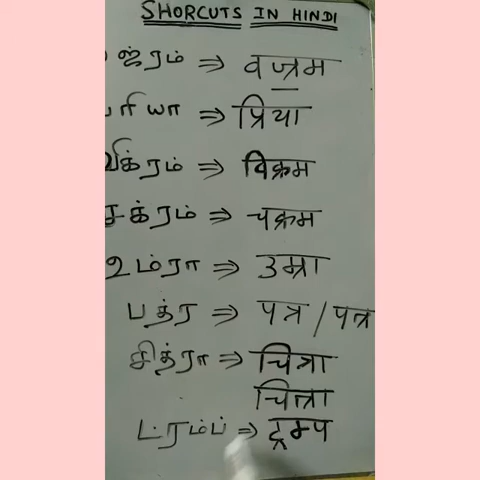 SHORCUTS IN HINDI
ஜ்ரம் ⇒ वज्रम
ரியா ⇒ प्रिया
விக்ரம் ⇒ विक्रम
சக்ரம் ⇒ चक्रम
உம்ரா ⇒ उम्रा
பத்ர ⇒ पत्र / पत्र
சித்ரா ⇒ चित्रा
चित्रा
ட்ரம்ப் ⇒ ट्रम्प